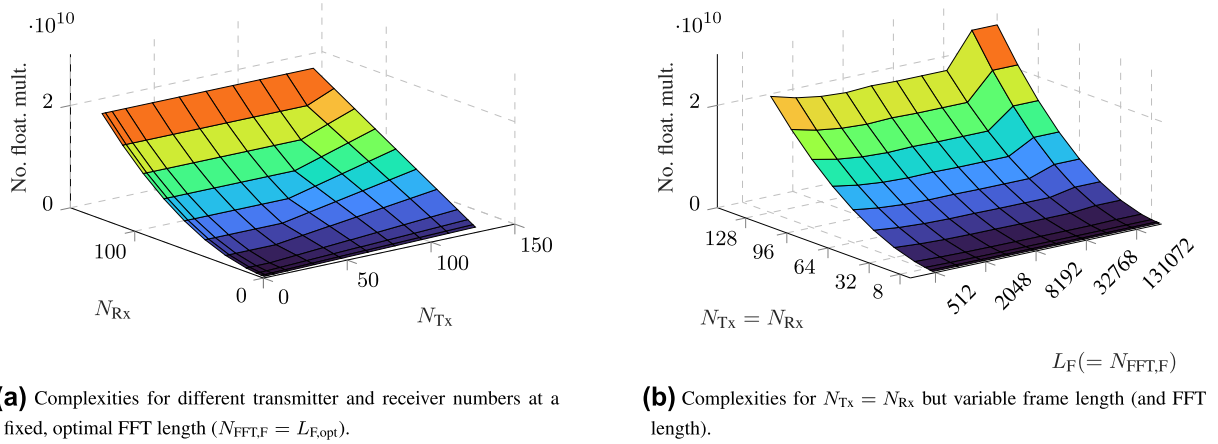 ·10^10
No. float. mult.
2
0
100
0
N_Rx
0
50
100
150
N_Tx
(a) Complexities for different transmitter and receiver numbers at a
fixed, optimal FFT length (N_FFT,F = L_F,opt).
·10^10
No. float. mult.
2
0
128
96
64
32
8
N_Tx = N_Rx
512
2048
8192
32768
131072
L_F(= N_FFT,F)
(b) Complexities for N_Tx = N_Rx but variable frame length (and FFT
length).